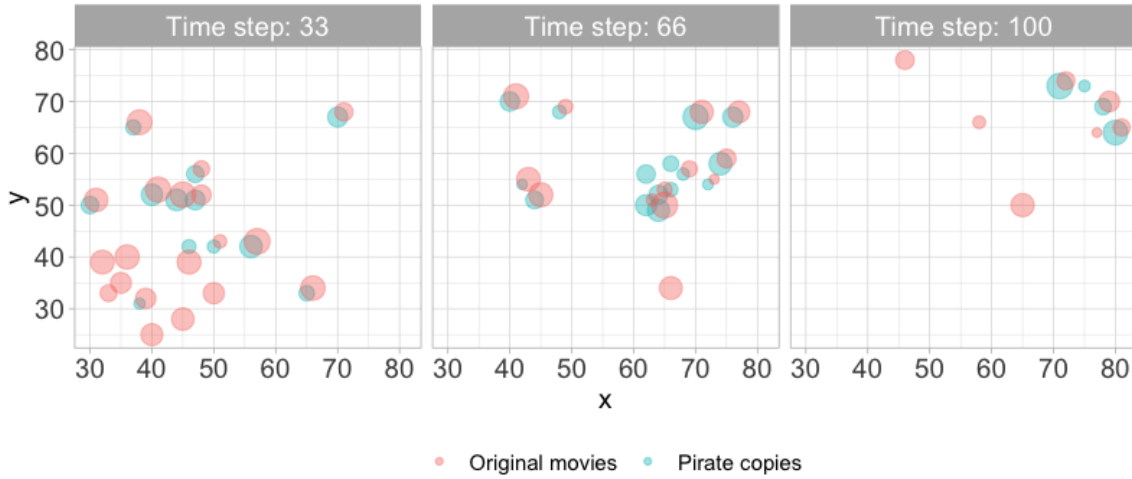 Time step: 33 Time step: 66 Time step: 100
80
70
60
50
40
30
y
30 40 50 60 70 80 30 40 50 60 70 80 30 40 50 60 70 80
x
Original movies Pirate copies